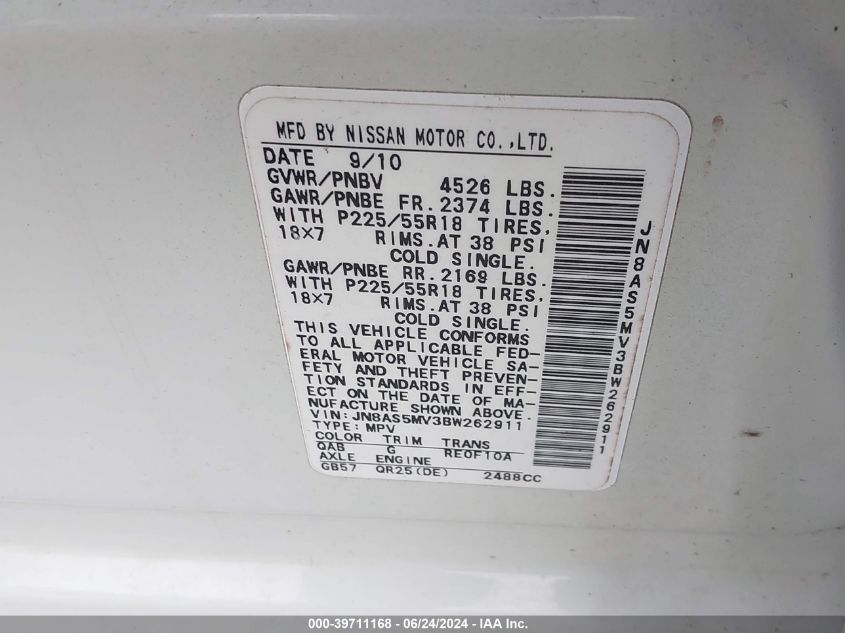 MFD BY NISSAN MOTOR CO.,LTD.
DATE 9/10
GVWR/PNBV 4526 LBS.
GAWR/PNBE FR. 2374 LBS.
WITH P225/55R18 TIRES,
18X7 RIMS. AT 38 PSI
COLD SINGLE.
GAWR/PNBE RR. 2169 LBS.
WITH P225/55R18 TIRES,
18X7 RIMS. AT 38 PSI
COLD SINGLE.
THIS VEHICLE CONFORMS
TO ALL APPLICABLE FED-
ERAL MOTOR VEHICLE SA-
FETY AND THEFT PREVEN-
TION STANDARDS IN EFF-
ECT ON THE DATE OF MA-
NUFACTURE SHOWN ABOVE.
VIN: JN8AS5MV3BW262911
TYPE: MPV
COLOR TRIM TRANS
QAB G RE0F10A
AXLE ENGINE
GB57 QR25(DE) 2488CC
JN8AS5MV3BW262911
000-39711168 - 06/24/2024 - IAA Inc.